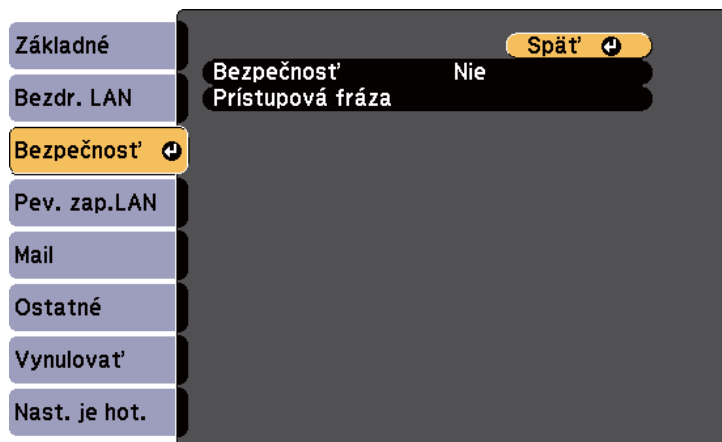 Základné
Bezdr. LAN
Bezpečnosť
Pev. zap.LAN
Mail
Ostatné
Vynulovať
Nast. je hot.
Späť
Bezpečnosť Nie
Prístupová fráza